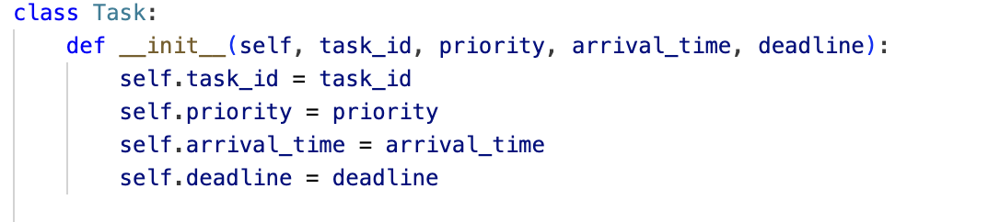 class Task:
    def __init__(self, task_id, priority, arrival_time, deadline):
        self.task_id = task_id
        self.priority = priority
        self.arrival_time = arrival_time
        self.deadline = deadline